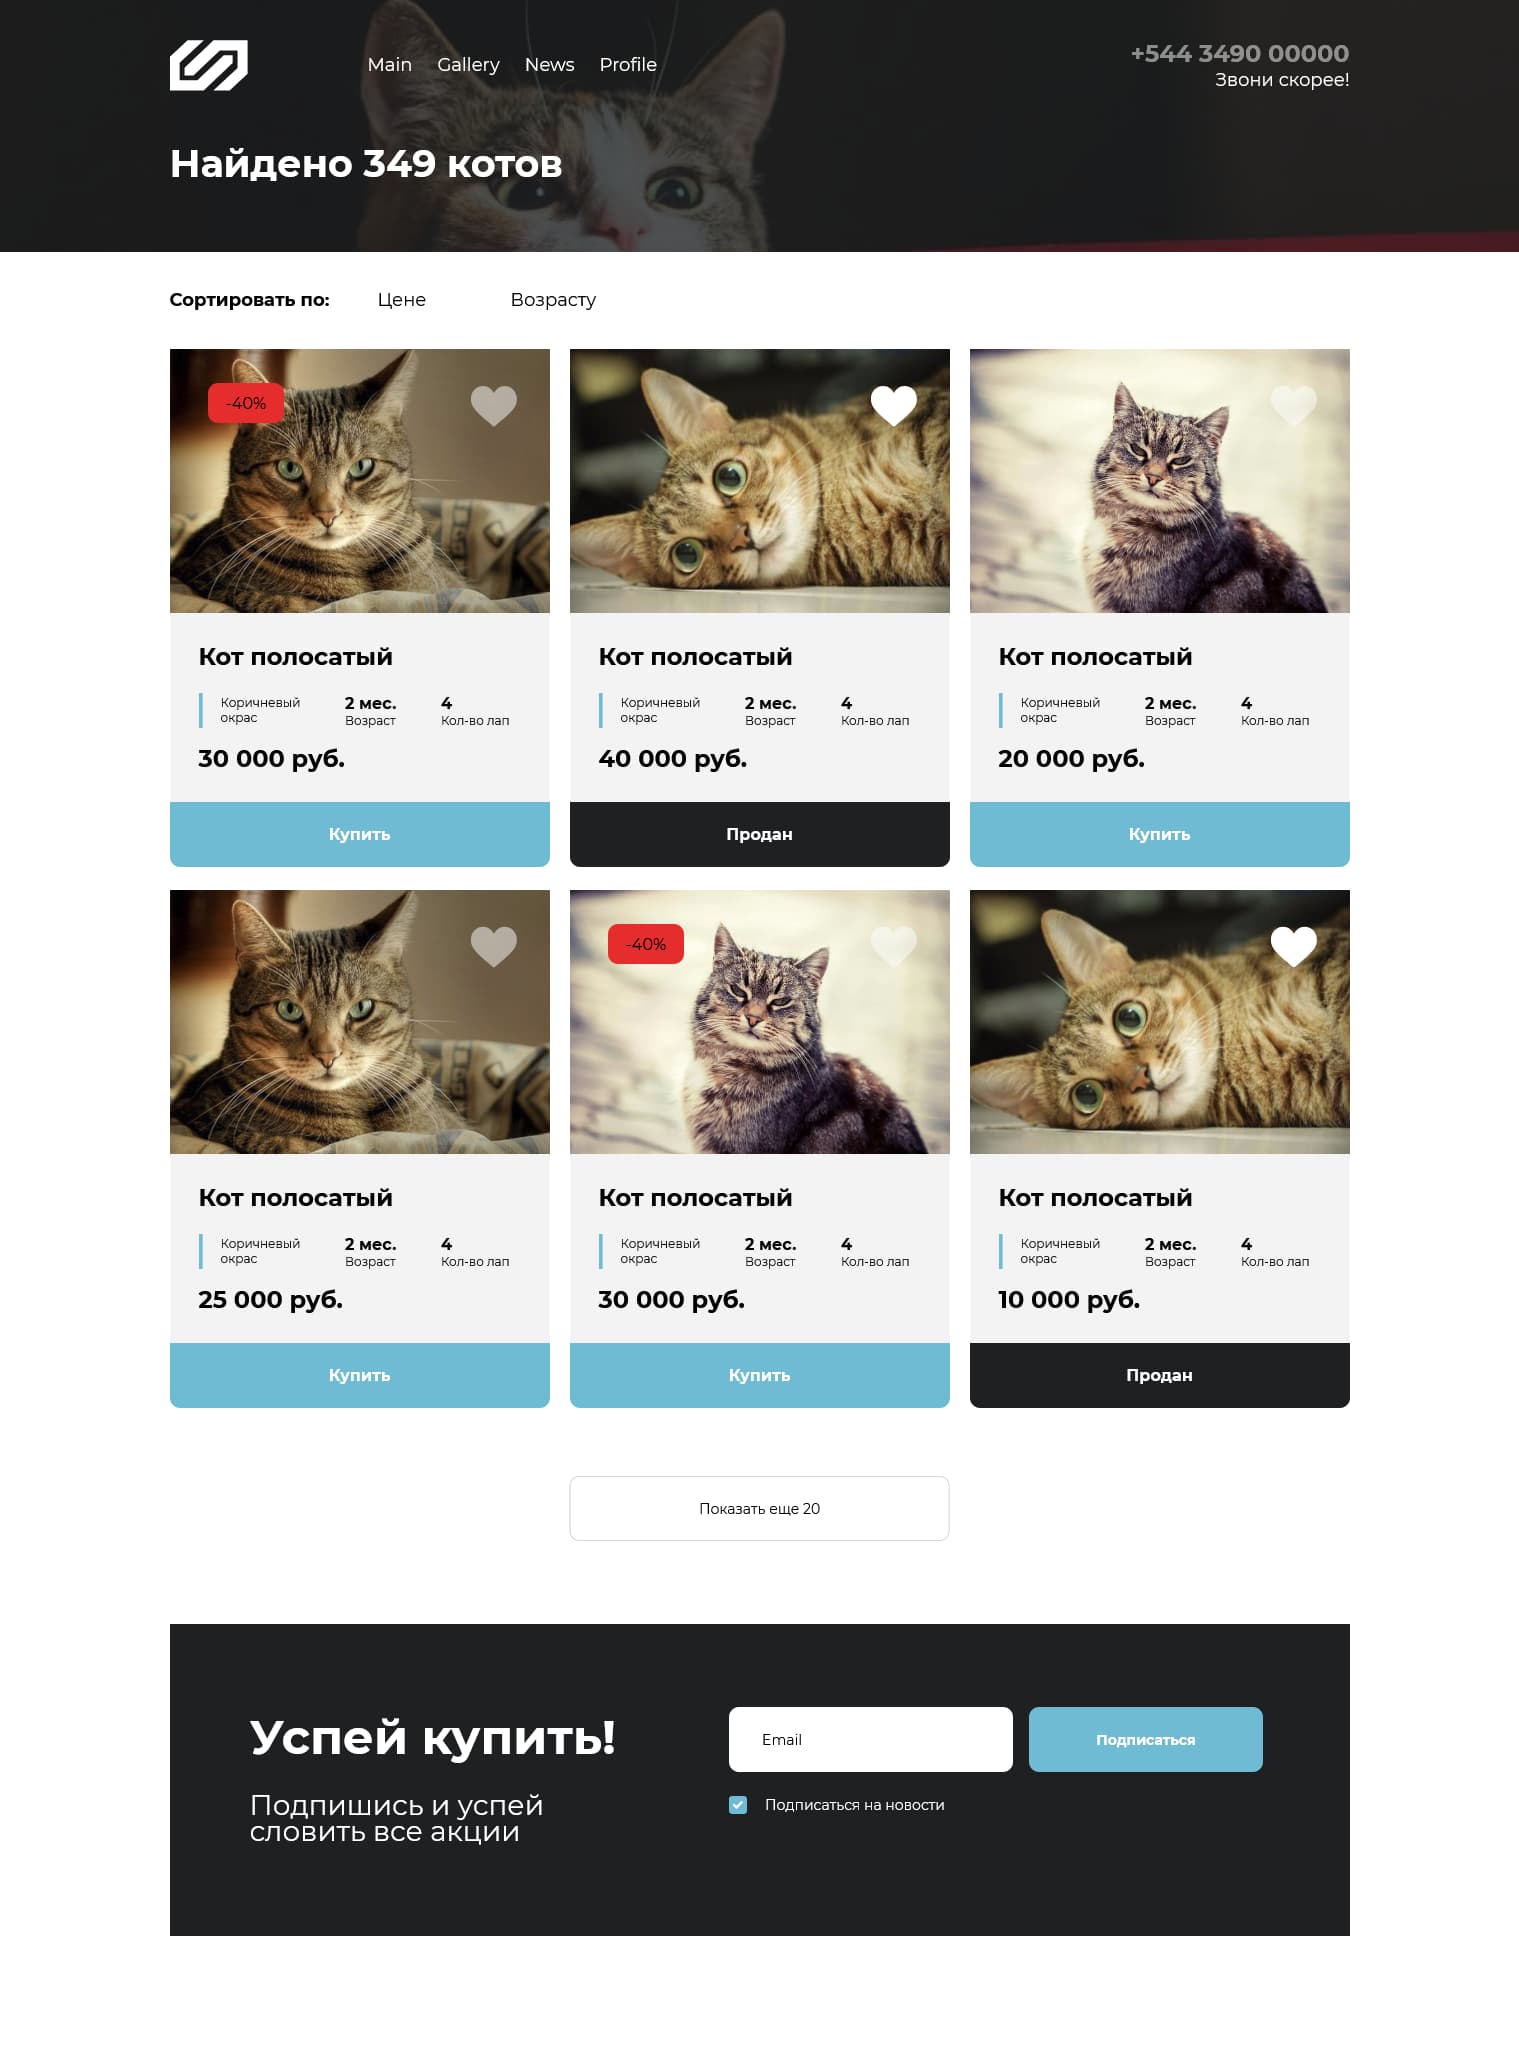 Main Gallery News Profile
+544 3490 00000
Звони скорее!
Найдено 349 котов
Сортировать по: Цене Возрасту
-40%
Кот полосатый
Коричневый
окрас
2 мес.
Возраст
4
Кол-во лап
30 000 руб.
Купить
Кот полосатый
Коричневый
окрас
2 мес.
Возраст
4
Кол-во лап
40 000 руб.
Продан
Кот полосатый
Коричневый
окрас
2 мес.
Возраст
4
Кол-во лап
20 000 руб.
Купить
Кот полосатый
Коричневый
окрас
2 мес.
Возраст
4
Кол-во лап
25 000 руб.
Купить
-40%
Кот полосатый
Коричневый
окрас
2 мес.
Возраст
4
Кол-во лап
30 000 руб.
Купить
Кот полосатый
Коричневый
окрас
2 мес.
Возраст
4
Кол-во лап
10 000 руб.
Продан
Показать еще 20
Успей купить!
Подпишись и успей
словить все акции
Email
Подписаться
Подписаться на новости